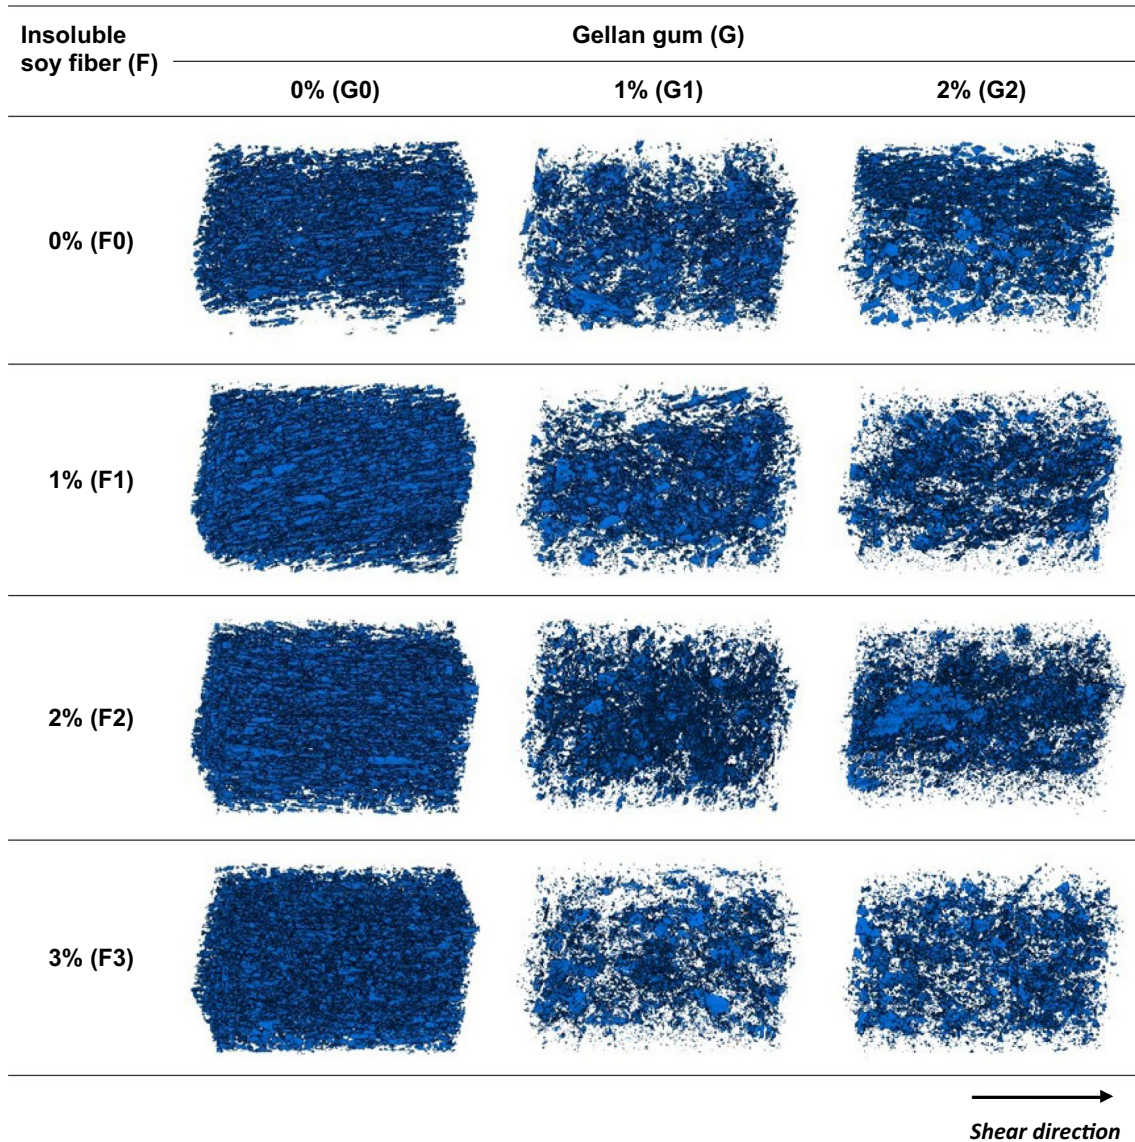 Insoluble
soy fiber (F)
Gellan gum (G)
0% (G0)
1% (G1)
2% (G2)
0% (F0)
1% (F1)
2% (F2)
3% (F3)
Shear direction